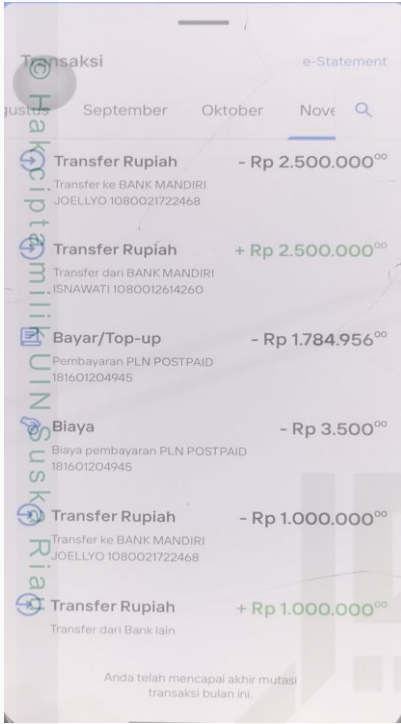 Transaksi
e-Statement
gustus September Oktober Nove
Transfer Rupiah - Rp 2.500.000⁰⁰
Transfer ke BANK MANDIRI
JOELLYO 1080021722468
Transfer Rupiah + Rp 2.500.000⁰⁰
Transfer dari BANK MANDIRI
ISNAWATI 1080012614260
Bayar/Top-up - Rp 1.784.956⁰⁰
Pembayaran PLN POSTPAID
181601204945
Biaya - Rp 3.500⁰⁰
Biaya pembayaran PLN POSTPAID
181601204945
Transfer Rupiah - Rp 1.000.000⁰⁰
Transfer ke BANK MANDIRI
JOELLYO 1080021722468
Transfer Rupiah + Rp 1.000.000⁰⁰
Transfer dari Bank lain
Anda telah mencapai akhir mutasi
transaksi bulan ini.
© Hak cipta milik UIN Suska Riau